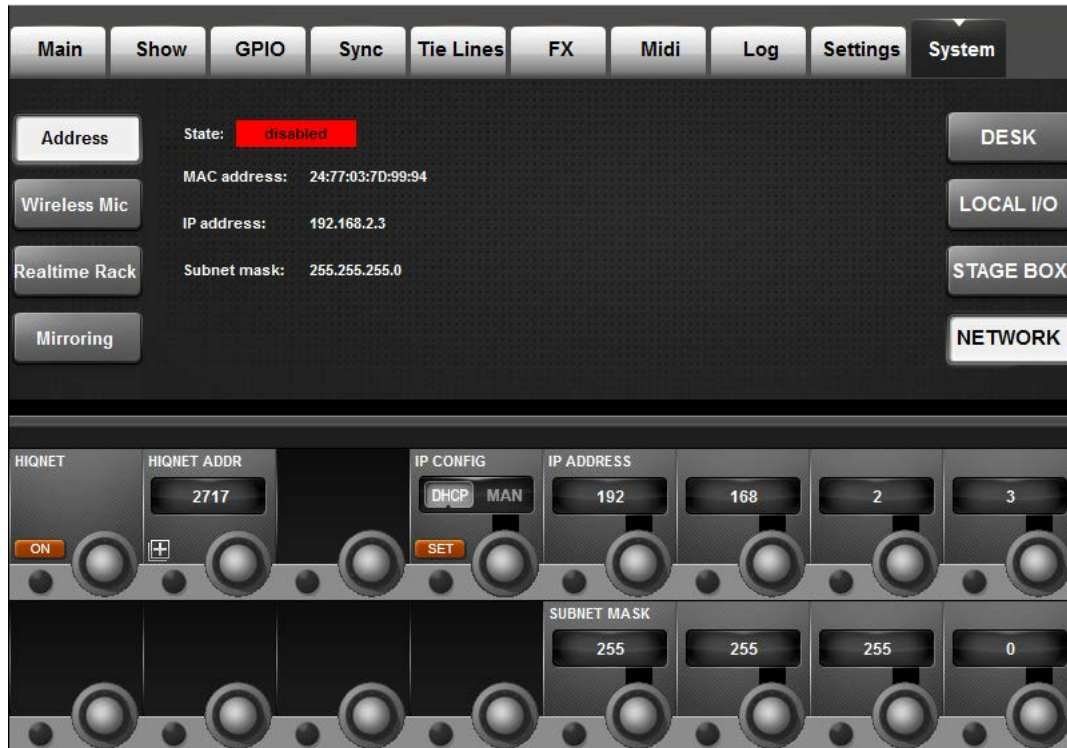 Main Show GPIO Sync Tie Lines FX Midi Log Settings System
Address State: disabled DESK
MAC address: 24:77:03:7D:99:94
Wireless Mic LOCAL I/O
IP address: 192.168.2.3
Realtime Rack Subnet mask: 255.255.255.0 STAGE BOX
Mirroring NETWORK
HIQNET HIQNET ADDR IP CONFIG IP ADDRESS
2717 DHCP MAN 192 168 2 3
ON SET
SUBNET MASK
255 255 255 0